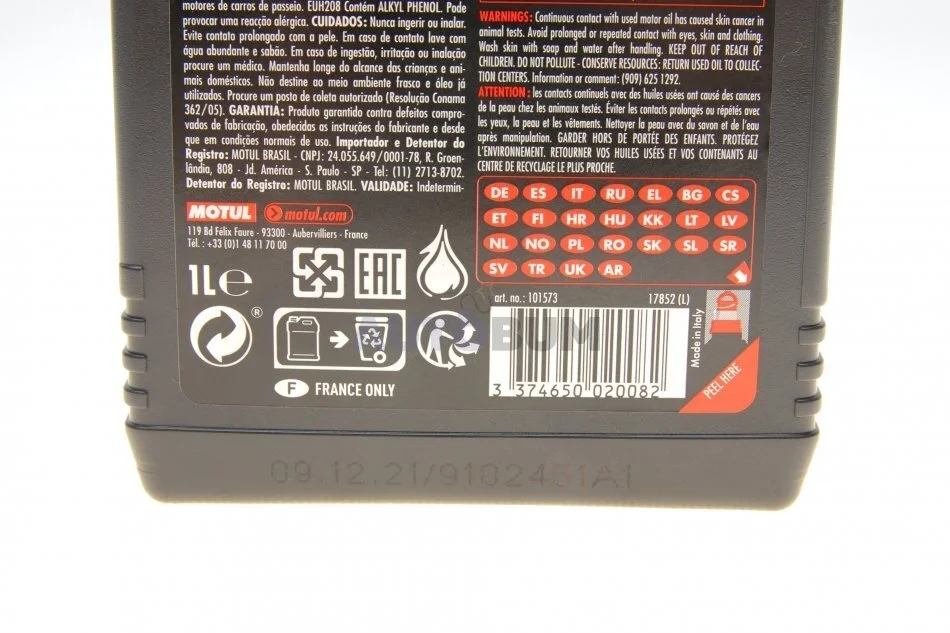 motores de carros de passeio. EUH208 Contém ALKYL PHENOL. Pode
provocar uma reacção alérgica. CUIDADOS: Nunca ingerir ou inalar.
Evite contato prolongado com a pele. Em caso de contato lave com
água abundante e sabão. Em caso de ingestão, irritação ou inalação
procure um médico. Mantenha longe do alcance das crianças e ani-
mais domésticos. Não destine ao meio ambiente frasco e óleo já
utilizados. Procure um posto de coleta autorizado (Resolução Conama
362/05). GARANTIA: Produto garantido contra defeitos compro-
vados de fabricação, obedecidas as instruções do fabricante e desde
que em condições normais de uso. Importador e Detentor do
Registro: MOTUL BRASIL - CNPJ: 24.055.649/0001-78, R. Groen-
lândia, 808 - Jd. América - S. Paulo - SP - Tel: (11) 2713-8702.
Detentor do Registro: MOTUL BRASIL. VALIDADE: Indetermin-
MOTUL motul.com
119 Bd Félix Faure - 93300 - Aubervilliers - France
Tél. : +33 (0)1 48 11 70 00
1L e
EAC
®
F FRANCE ONLY
WARNINGS: Continuous contact with used motor oil has caused skin cancer in
animal tests. Avoid prolonged or repeated contact with eyes, skin and clothing.
Wash skin with soap and water after handling. KEEP OUT OF REACH OF
CHILDREN. DO NOT POLLUTE - CONSERVE RESOURCES: RETURN USED OIL TO COLLEC-
TION CENTERS. Information or comment: (909) 625 1292.
ATTENTION: les contacts continuels avec des huiles usées ont causé des cancers
de la peau chez les animaux testés. Éviter les contacts prolongés ou répétés avec
les yeux, la peau et les vêtements. Nettoyer la peau avec du savon et de l'eau
après manipulation. GARDER HORS DE PORTÉE DES ENFANTS. PROTÉGEZ
L'ENVIRONNEMENT. RETOURNER VOS HUILES USÉES ET VOS CONTENANTS AU
CENTRE DE RECYCLAGE LE PLUS PROCHE.
DE ES IT RU EL BG CS
ET FI HR HU KK LT LV
NL NO PL RO SK SL SR
SV TR UK AR
art. no.: 101573 17852 (L)
3 374650 020082
Made in Italy
PEEL HERE
09.12.21/9102431A1